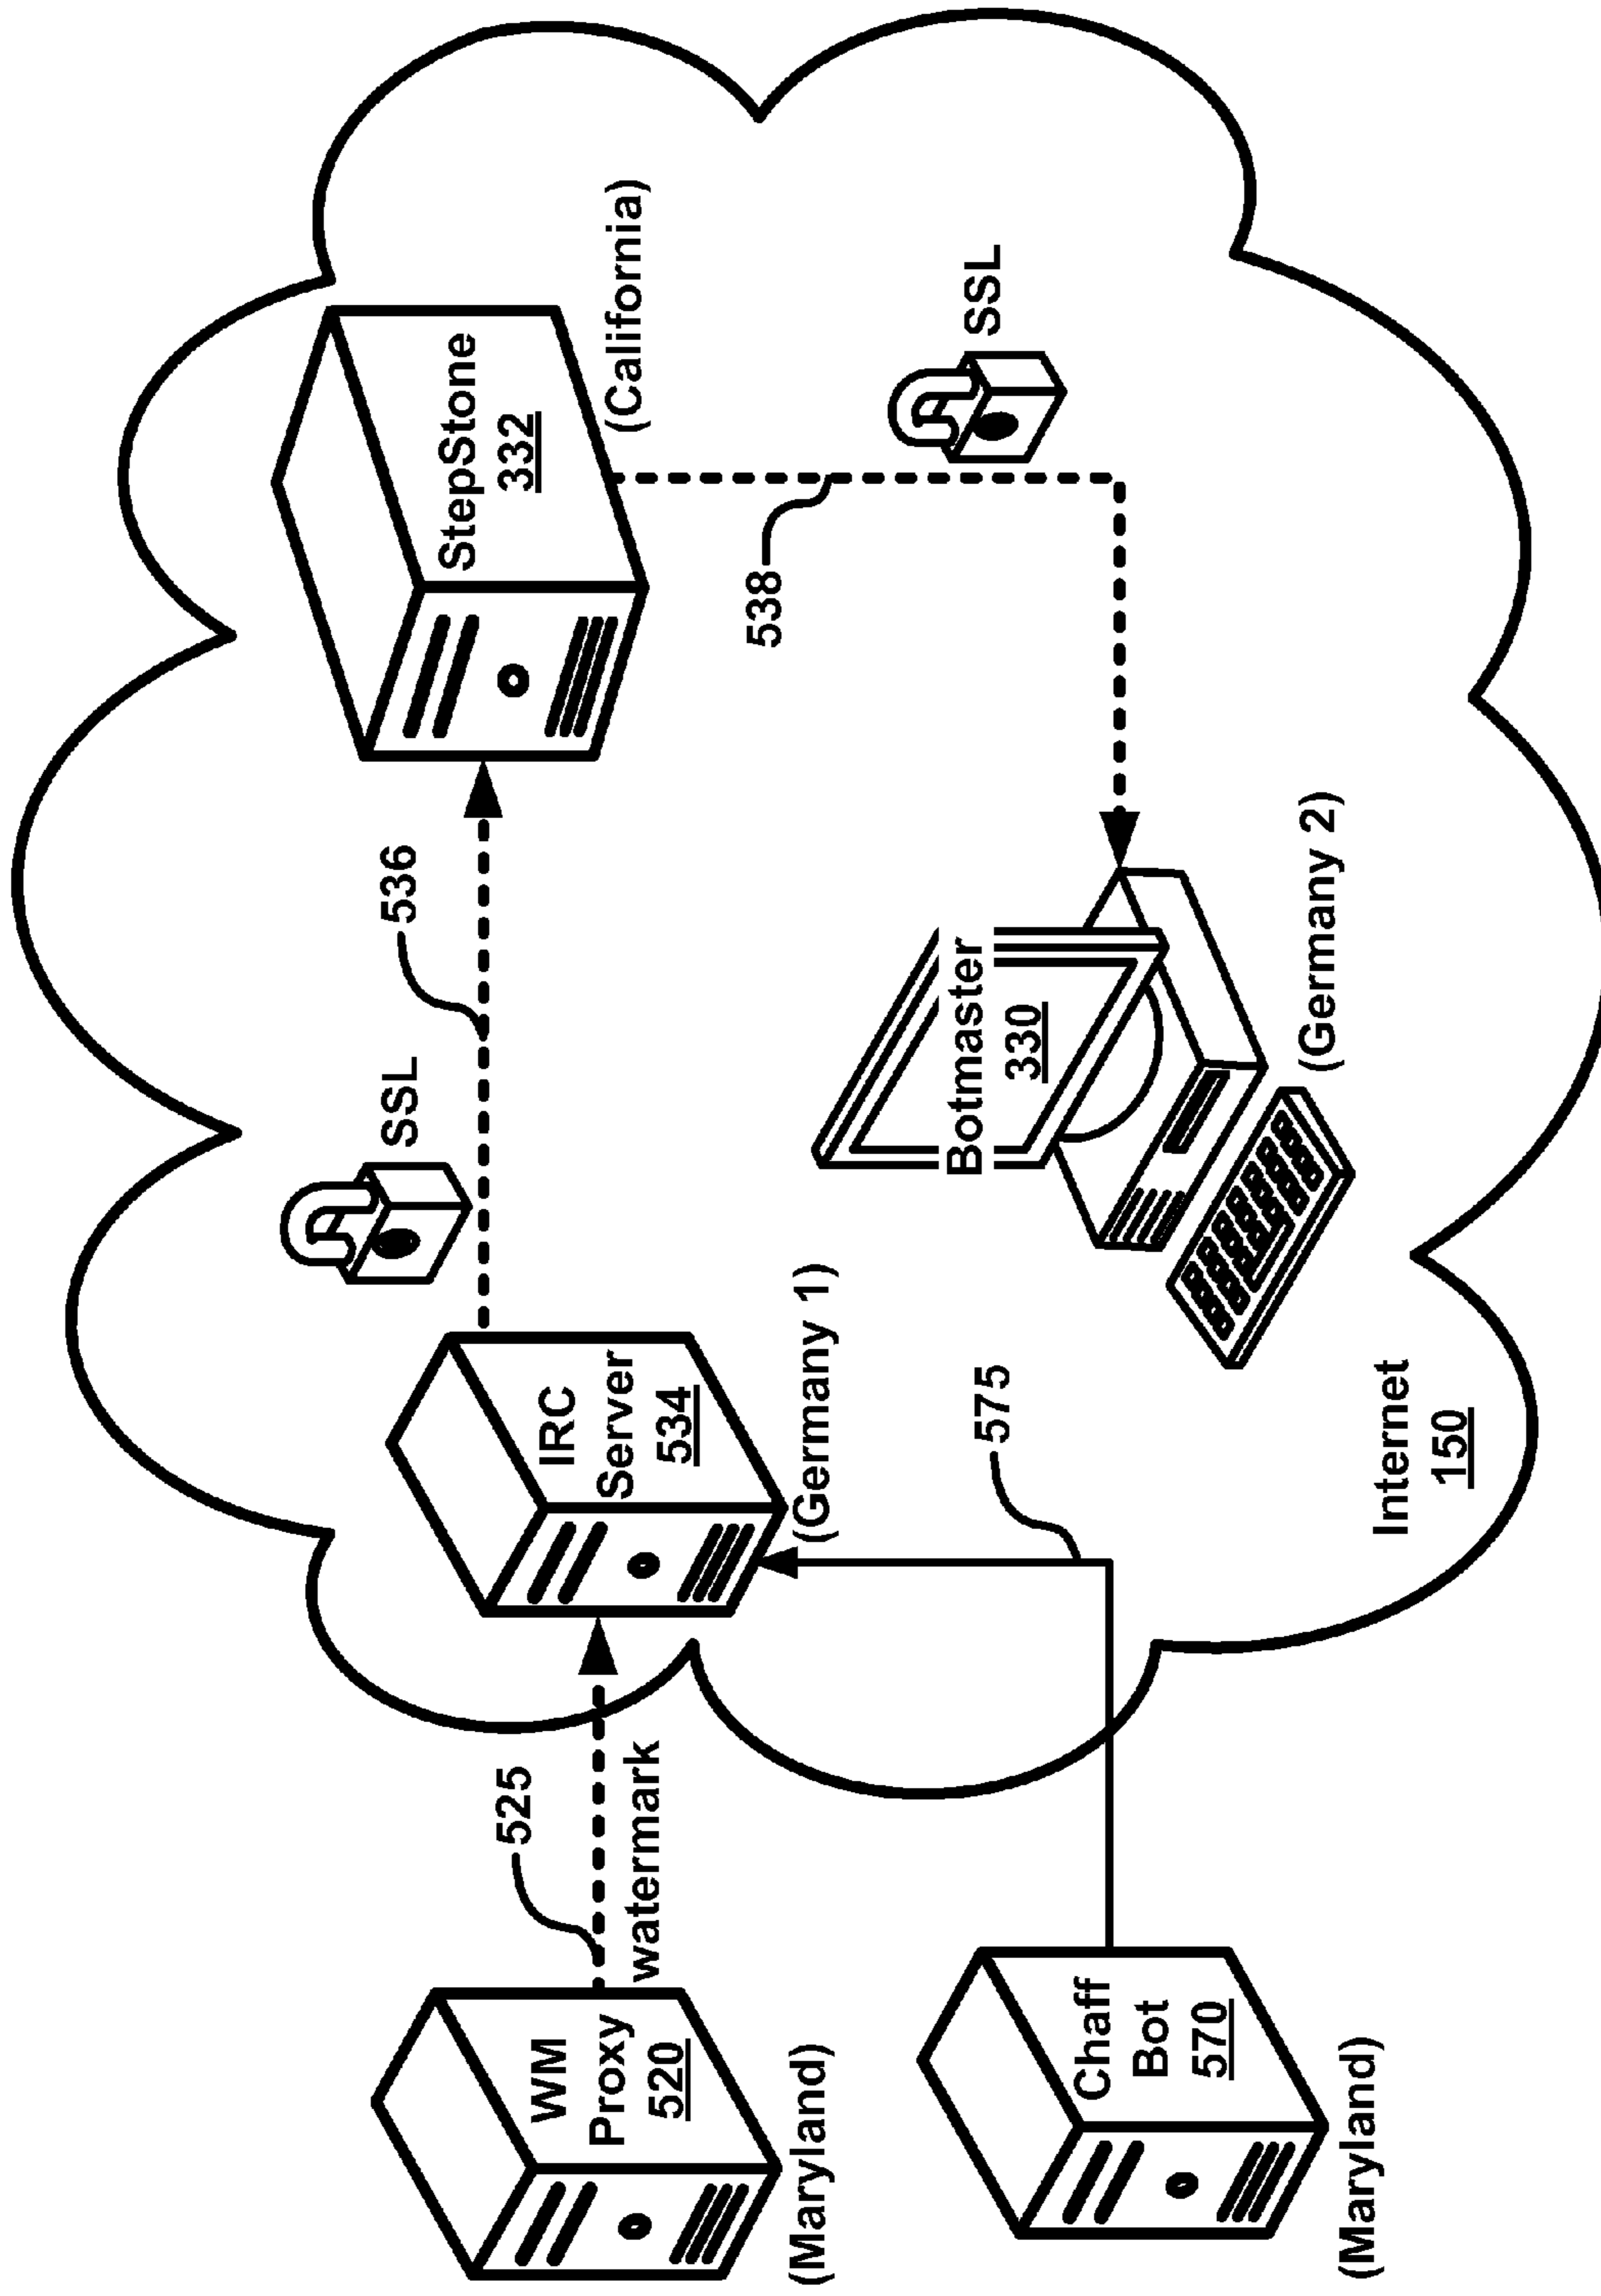 SSL
536
StepStone
332
(California)
IRC
Server
534
(Germany 1)
525
watermark
WM
Proxy
520
(Maryland)
538
SSL
Botmaster
330
(Germany 2)
575
Chaff
Bot
570
(Maryland)
Internet
150